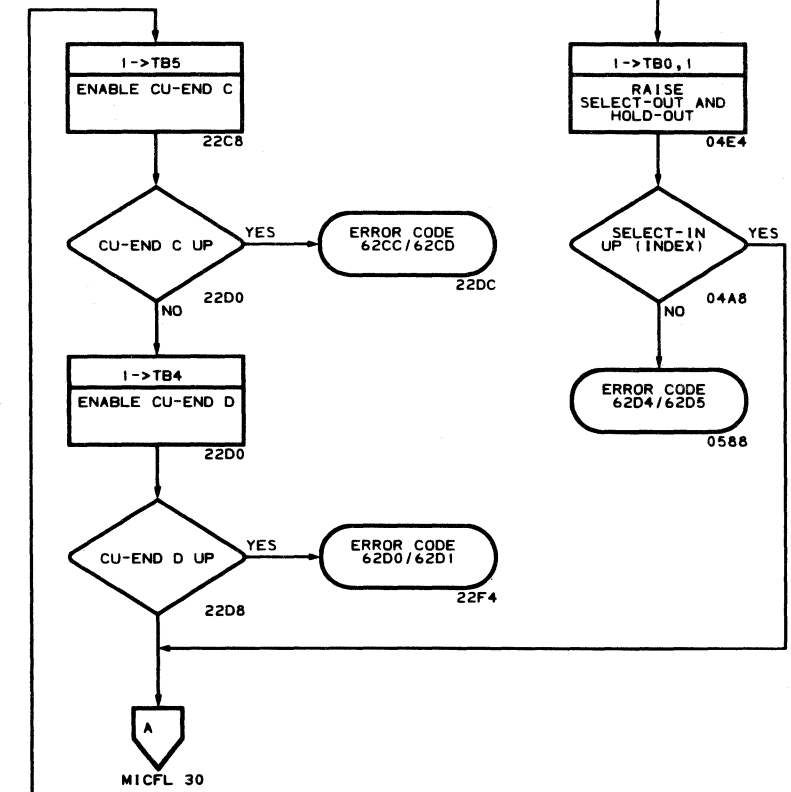 1->TB5
ENABLE CU-END C
22C8
CU-END C UP
YES
22D0
NO
ERROR CODE
62CC/62CD
22DC
1->TB4
ENABLE CU-END D
22D0
CU-END D UP
YES
22D8
ERROR CODE
62D0/62D1
22F4
A
MICFL 30
1->TB0,1
RAISE
SELECT-OUT AND
HOLD-OUT
04E4
SELECT-IN
UP (INDEX)
YES
04A8
NO
ERROR CODE
62D4/62D5
0588